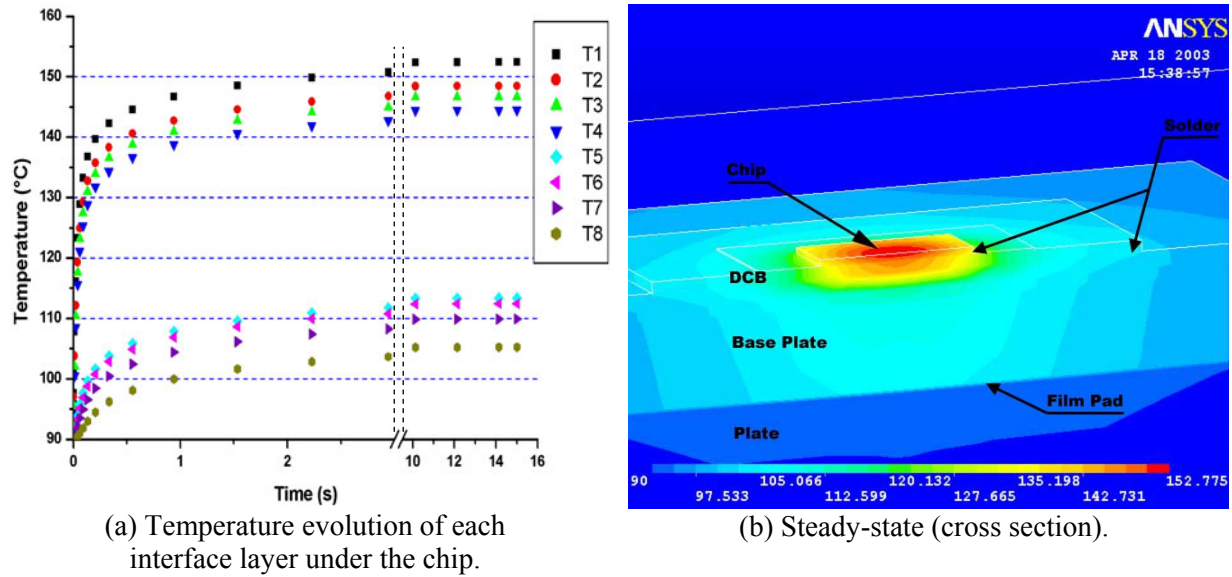 160
150
140
130
120
110
100
90
Temperature (°C)
0 1 2 10 12 14 16
Time (s)
T1
T2
T3
T4
T5
T6
T7
T8
(a) Temperature evolution of each
interface layer under the chip.
ANSYS
APR 18 2003
15:38:57
Solder
Chip
DCB
Base Plate
Film Pad
Plate
90 105.066 120.132 135.198 152.775
97.533 112.599 127.665 142.731
(b) Steady-state (cross section).